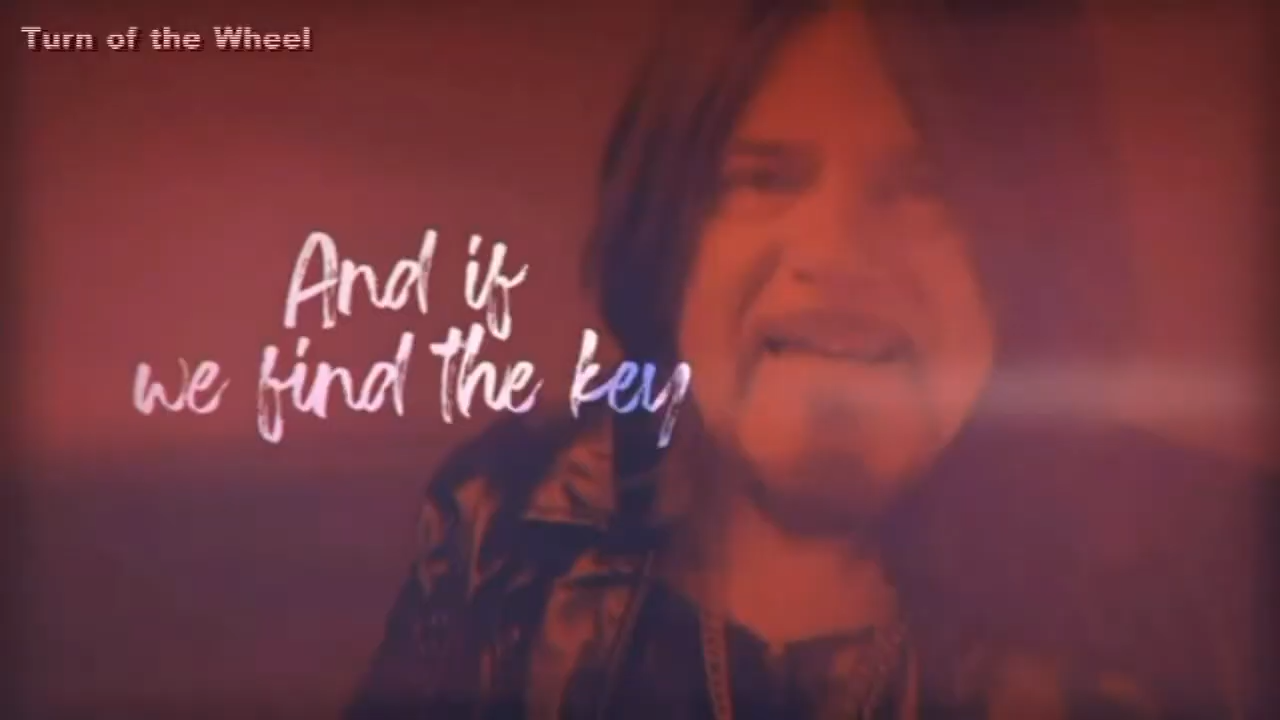 Turn of the Wheel
And if
we find the key